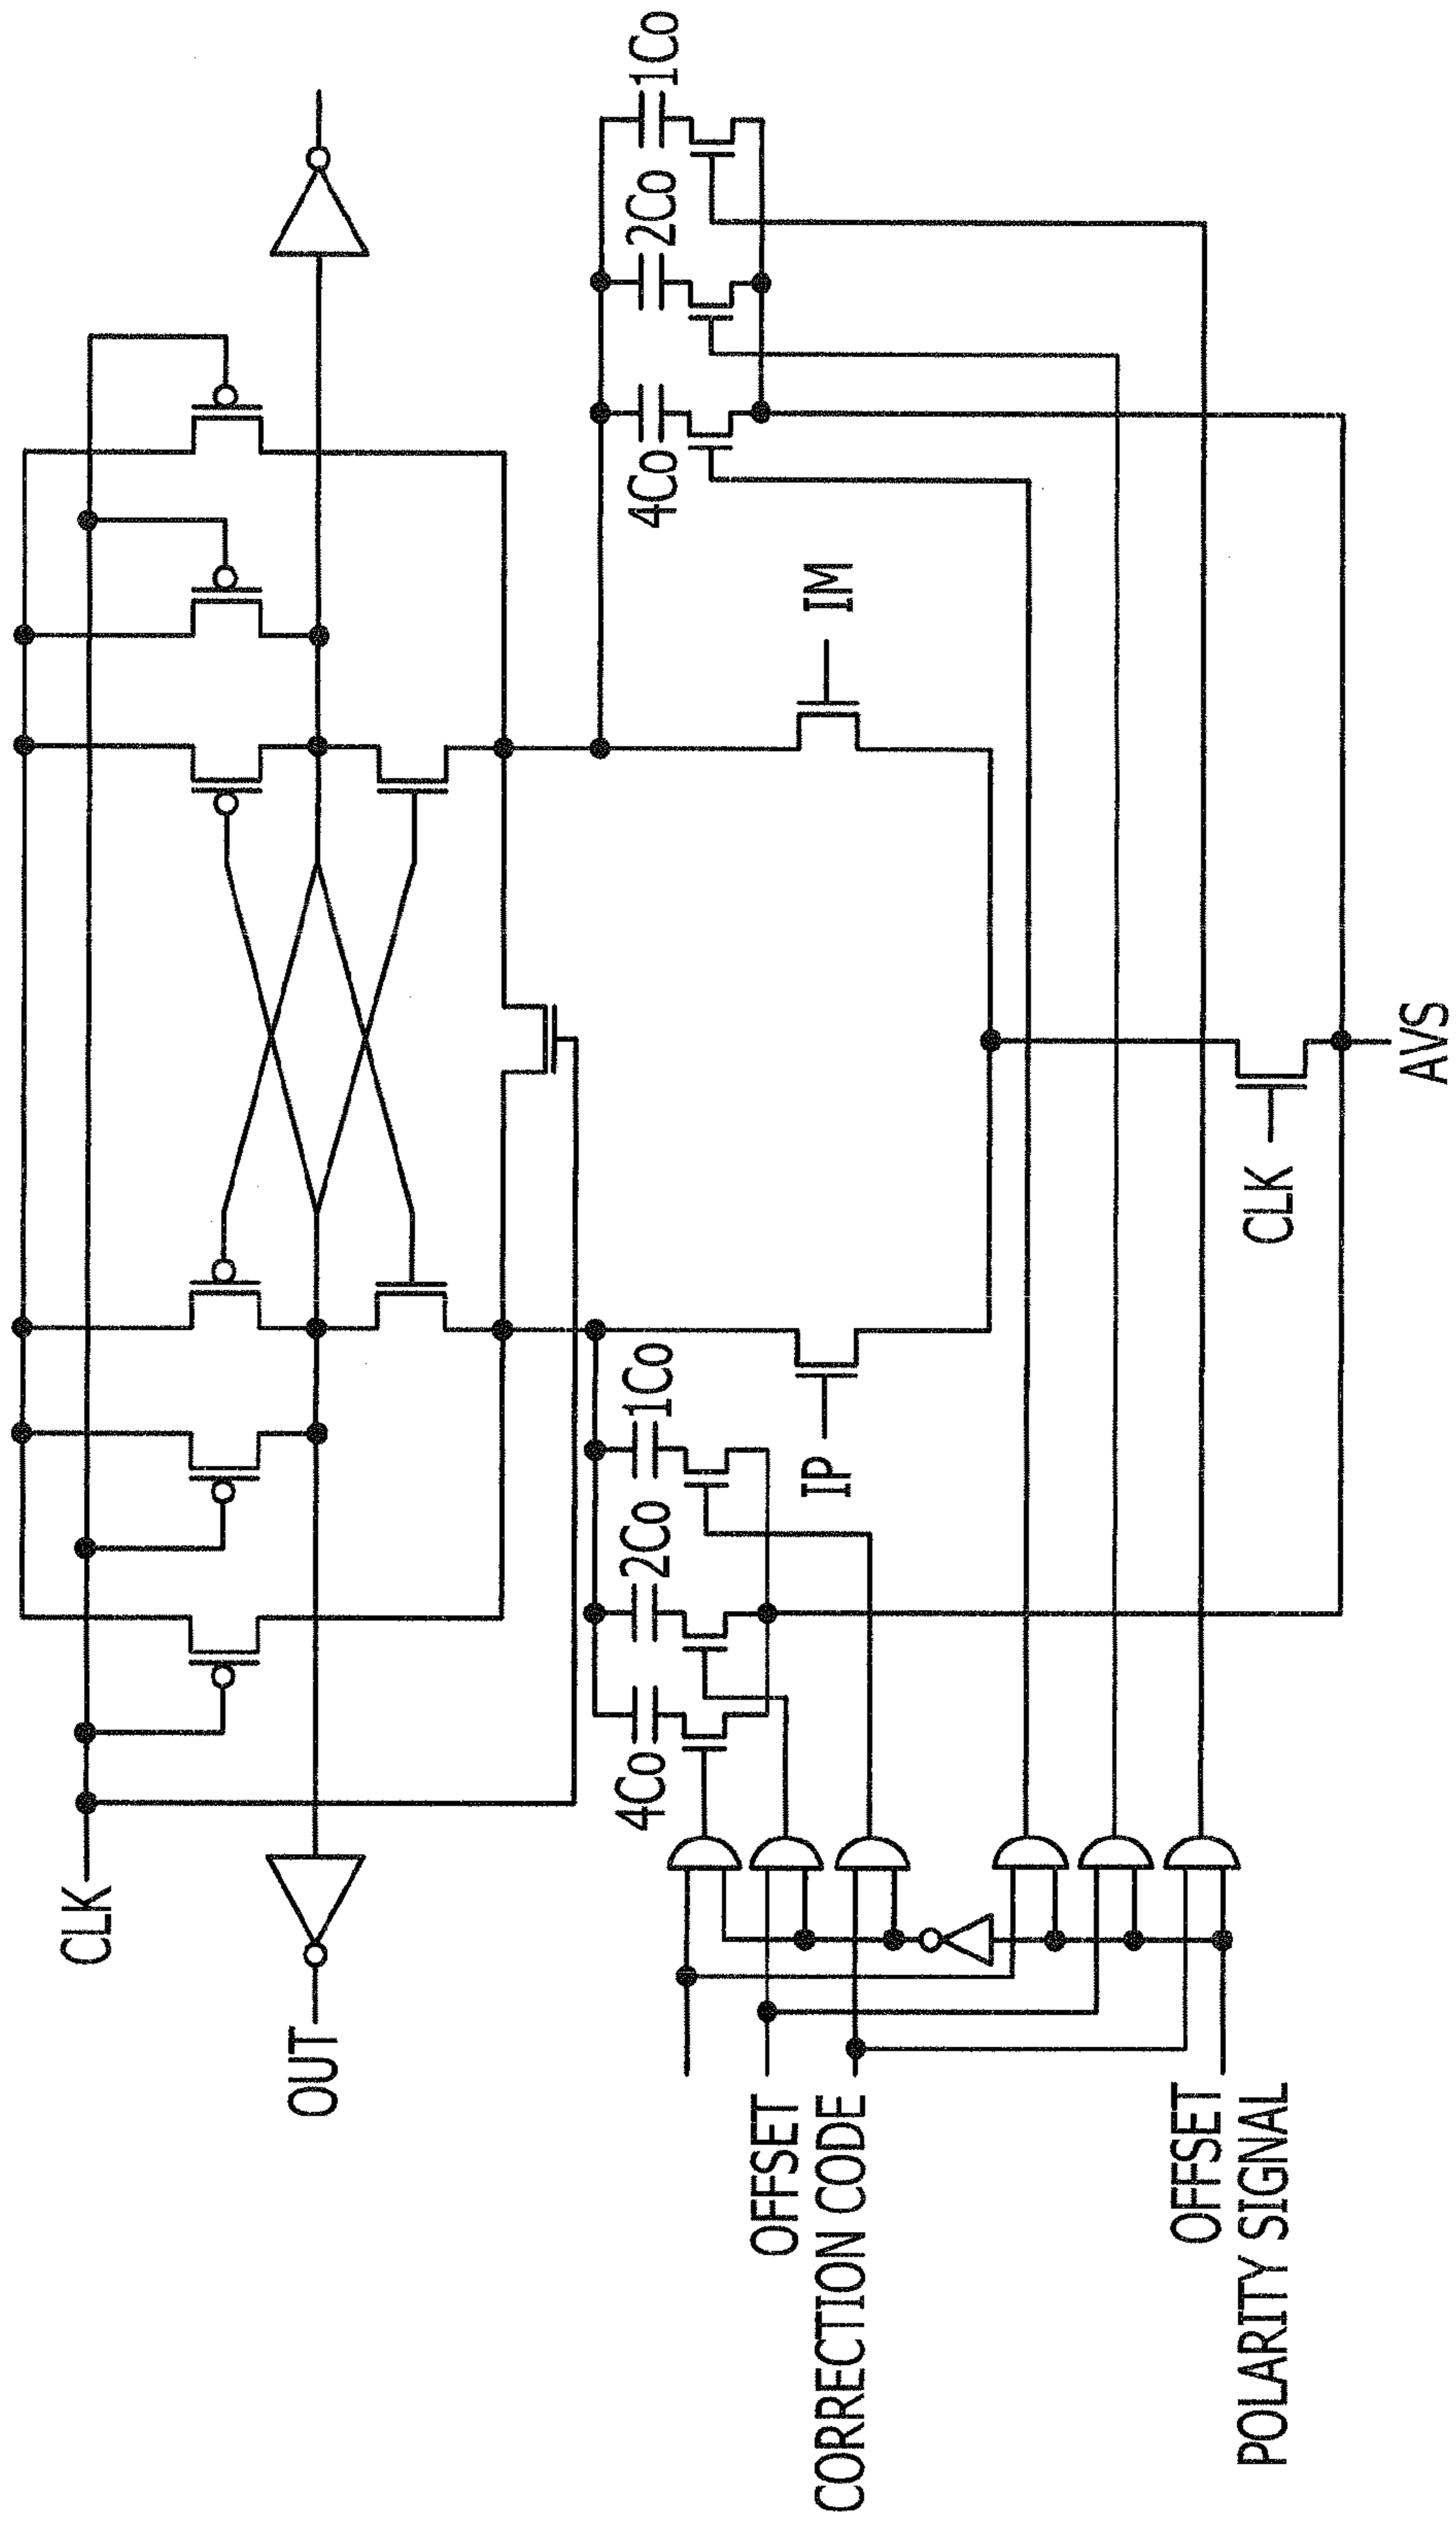 CLK
OUT
4Co
2Co
1Co
4Co
2Co
1Co
IP
IM
OFFSET
CORRECTION CODE
OFFSET
POLARITY SIGNAL
CLK
AVS